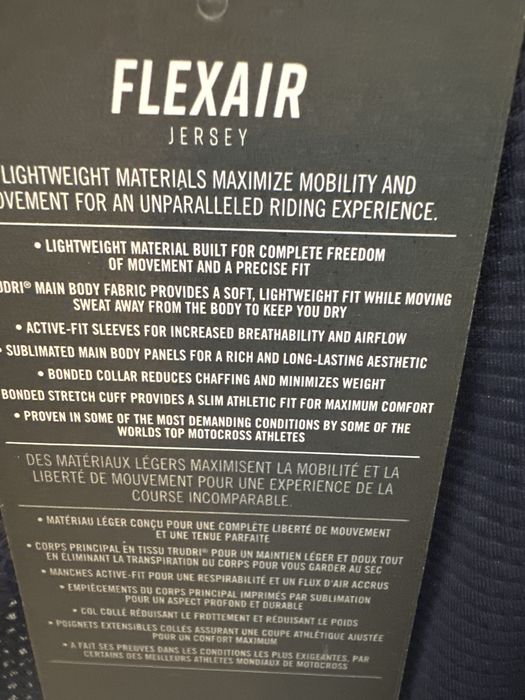 FLEXAIR
JERSEY
LIGHTWEIGHT MATERIALS MAXIMIZE MOBILITY AND
OVEMENT FOR AN UNPARALLELED RIDING EXPERIENCE.
• LIGHTWEIGHT MATERIAL BUILT FOR COMPLETE FREEDOM
OF MOVEMENT AND A PRECISE FIT
UDRI® MAIN BODY FABRIC PROVIDES A SOFT, LIGHTWEIGHT FIT WHILE MOVING
SWEAT AWAY FROM THE BODY TO KEEP YOU DRY
• ACTIVE-FIT SLEEVES FOR INCREASED BREATHABILITY AND AIRFLOW
• SUBLIMATED MAIN BODY PANELS FOR A RICH AND LONG-LASTING AESTHETIC
• BONDED COLLAR REDUCES CHAFFING AND MINIMIZES WEIGHT
BONDED STRETCH CUFF PROVIDES A SLIM ATHLETIC FIT FOR MAXIMUM COMFORT
• PROVEN IN SOME OF THE MOST DEMANDING CONDITIONS BY SOME OF THE
WORLDS TOP MOTOCROSS ATHLETES
DES MATÉRIAUX LÉGERS MAXIMISENT LA MOBILITÉ ET LA
LIBERTÉ DE MOUVEMENT POUR UNE EXPÉRIENCE DE LA
COURSE INCOMPARABLE.
• MATÉRIAU LÉGER CONÇU POUR UNE COMPLÈTE LIBERTÉ DE MOUVEMENT
ET UNE TENUE PARFAITE
• CORPS PRINCIPAL EN TISSU TRUDRI® POUR UN MAINTIEN LÉGER ET DOUX TOUT
EN ÉLIMINANT LA TRANSPIRATION DU CORPS POUR VOUS GARDER AU SEC
• MANCHES ACTIVE-FIT POUR UNE RESPIRABILITÉ ET UN FLUX D'AIR ACCRUS
• EMPIÈCEMENTS DU CORPS PRINCIPAL IMPRIMÉS PAR SUBLIMATION
POUR UN ASPECT PROFOND ET DURABLE
• COL COLLÉ RÉDUISANT LE FROTTEMENT ET RÉDUISANT LE POIDS
• POIGNETS EXTENSIBLES COLLÉS ASSURANT UNE COUPE ATHLÉTIQUE AJUSTÉE
POUR UN CONFORT MAXIMUM
• A FAIT SES PREUVES DANS LES CONDITIONS LES PLUS EXIGEANTES, PAR
CERTAINS DES MEILLEURS ATHLÈTES MONDIAUX DE MOTOCROSS